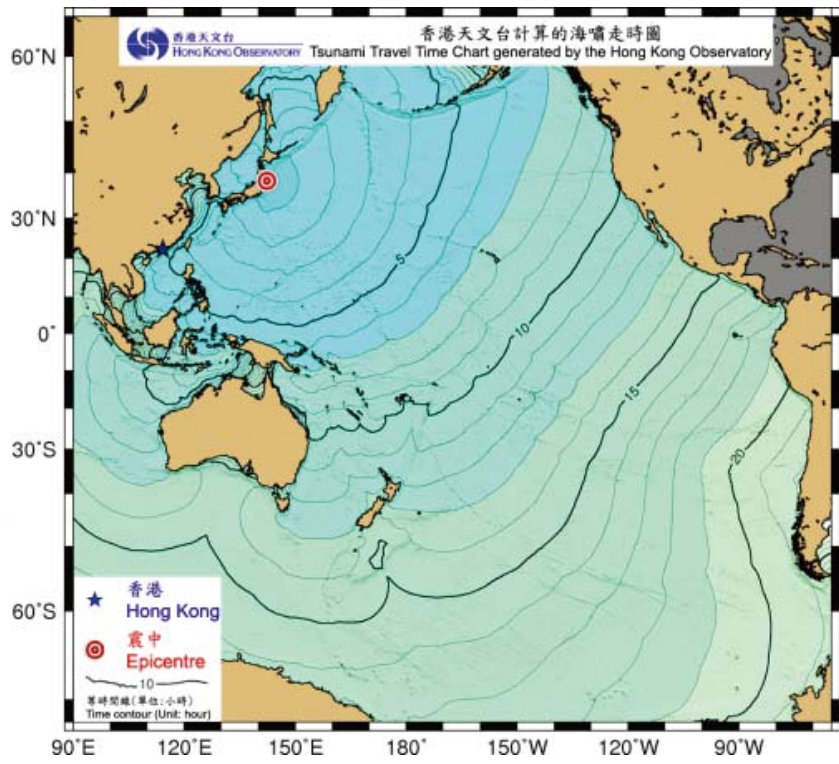 香港天文台
HONG KONG OBSERVATORY
香港天文台計算的海嘯走時圖
Tsunami Travel Time Chart generated by the Hong Kong Observatory
60°N
30°N
0°
30°S
60°S
5
10
15
20
香港
Hong Kong
震中
Epicentre
10
等時間線(單位:小時)
Time contour (Unit: hour)
90°E 120°E 150°E 180° 150°W 120°W 90°W